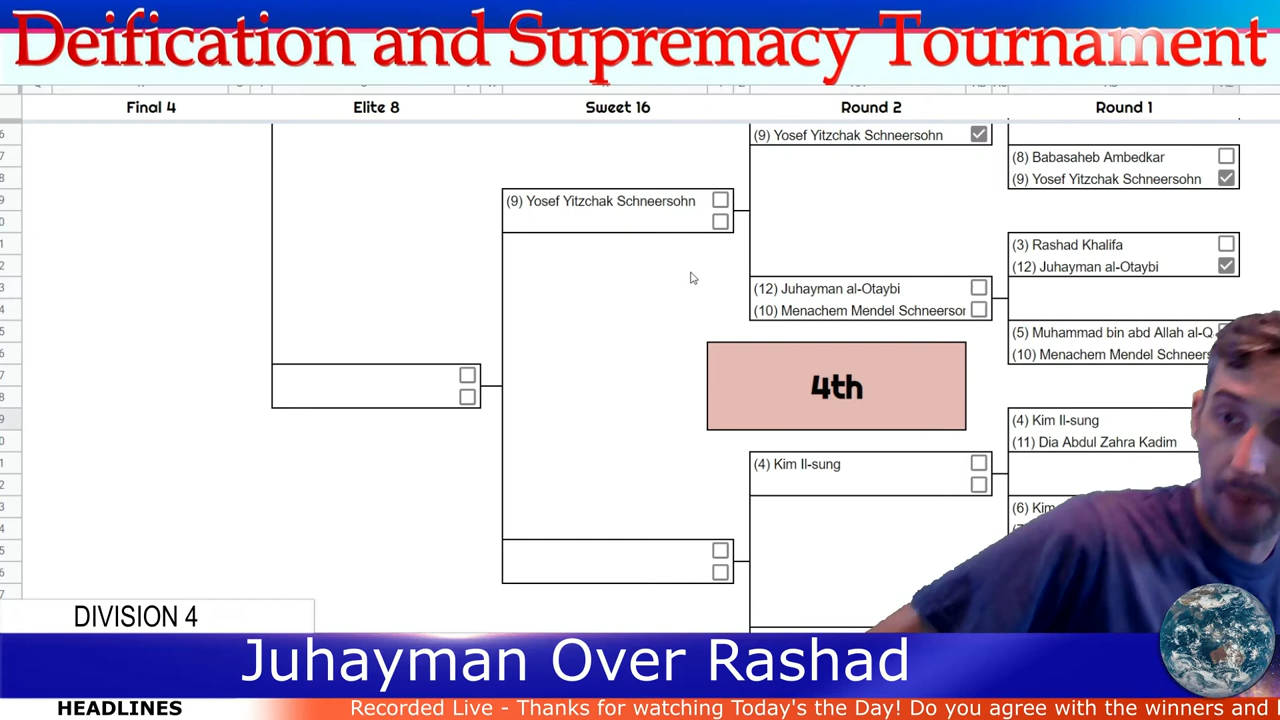 Deification and Supremacy Tournament
Final 4 Elite 8 Sweet 16 Round 2 Round 1
(9) Yosef Yitzchak Schneersohn
(8) Babasaheb Ambedkar
(9) Yosef Yitzchak Schneersohn
(9) Yosef Yitzchak Schneersohn
(3) Rashad Khalifa
(12) Juhayman al-Otaybi
(12) Juhayman al-Otaybi
(10) Menachem Mendel Schneersor
(5) Muhammad bin abd Allah al-Q
(10) Menachem Mendel Schneers
4th
(4) Kim Il-sung
(11) Dia Abdul Zahra Kadim
(4) Kim Il-sung
(6) Kim
DIVISION 4
Juhayman Over Rashad
HEADLINES
Recorded Live - Thanks for watching Today's the Day! Do you agree with the winners and